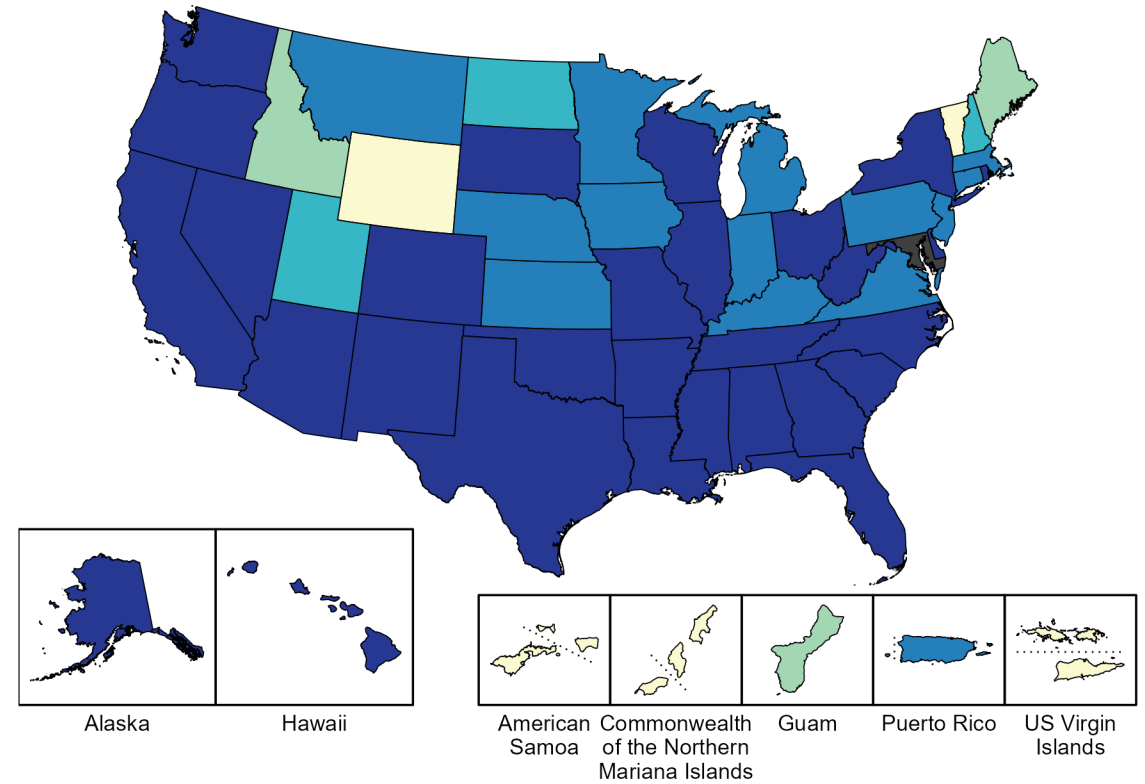 Alaska
Hawaii
American
Samoa
Commonwealth
of the Northern
Mariana Islands
Guam
Puerto Rico
US Virgin
Islands